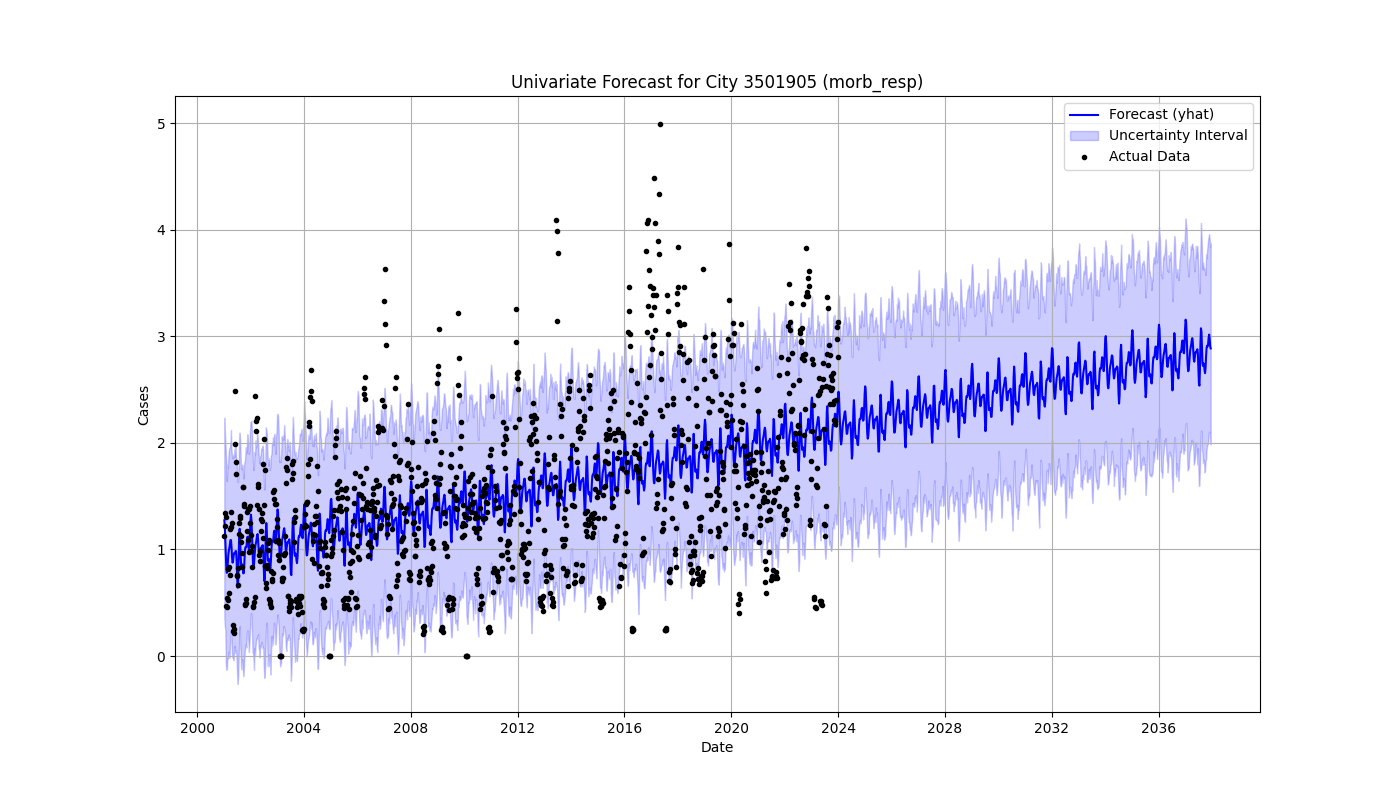 Univariate Forecast for City 3501905 (morb_resp)
Forecast (yhat)
Uncertainty Interval
Actual Data
Cases
5
4
3
2
1
0
2000 2004 2008 2012 2016 2020 2024 2028 2032 2036
Date